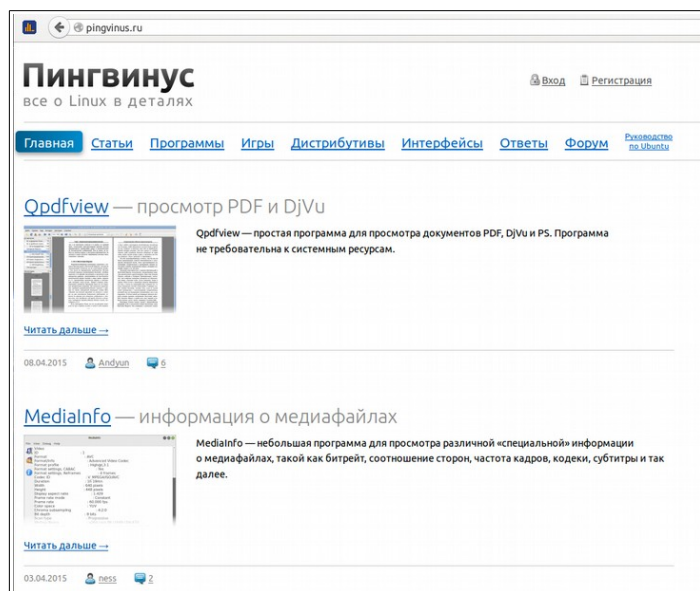 pingvinus.ru
Пингвинус
все о Linux в деталях
Вход Регистрация
Главная Статьи Программы Игры Дистрибутивы Интерфейсы Ответы Форум Руководство
по Ubuntu
Qpdfview — просмотр PDF и DjVu
Qpdfview — простая программа для просмотра документов PDF, DjVu и PS. Программа
не требовательна к системным ресурсам.
Читать дальше →
08.04.2015 Andyun 6
MediaInfo — информация о медиафайлах
MediaInfo — небольшая программа для просмотра различной «специальной» информации
о медиафайлах, такой как битрейт, соотношение сторон, частота кадров, кодеки, субтитры и так
далее.
Читать дальше →
03.04.2015 ness 2